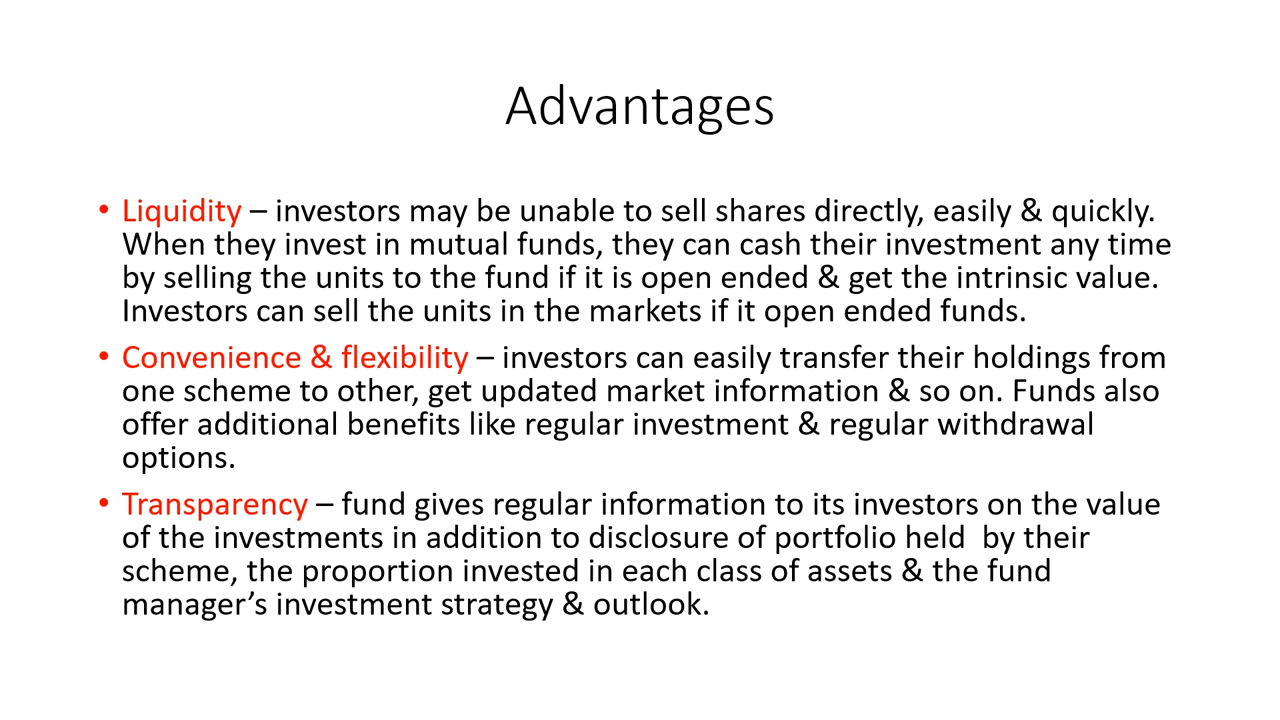 Advantages
• Liquidity – investors may be unable to sell shares directly, easily & quickly.
When they invest in mutual funds, they can cash their investment any time
by selling the units to the fund if it is open ended & get the intrinsic value.
Investors can sell the units in the markets if it open ended funds.
• Convenience & flexibility – investors can easily transfer their holdings from
one scheme to other, get updated market information & so on. Funds also
offer additional benefits like regular investment & regular withdrawal
options.
• Transparency – fund gives regular information to its investors on the value
of the investments in addition to disclosure of portfolio held  by their
scheme, the proportion invested in each class of assets & the fund
manager’s investment strategy & outlook.